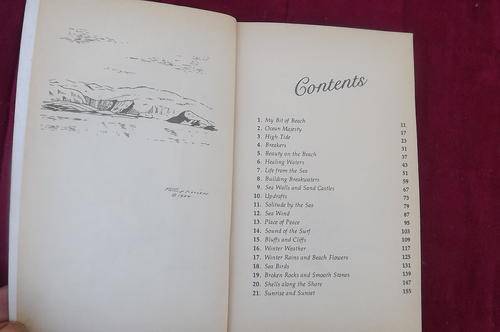 Contents
1. My Bit of Beach 11
2. Ocean Majesty 17
3. High Tide 23
4. Breakers 31
5. Beauty on the Beach 37
6. Healing Waters 43
7. Life from the Sea 51
8. Building Breakwaters 59
9. Sea Walls and Sand Castles 67
10. Updrafts 73
11. Solitude by the Sea 79
12. Sea Wind 87
13. Place of Peace 95
14. Sound of the Surf 103
15. Bluffs and Cliffs 109
16. Winter Weather 117
17. Winter Rains and Beach Flowers 125
18. Sea Birds 131
19. Broken Rocks and Smooth Stones 139
20. Shells along the Shore 147
21. Sunrise and Sunset 155